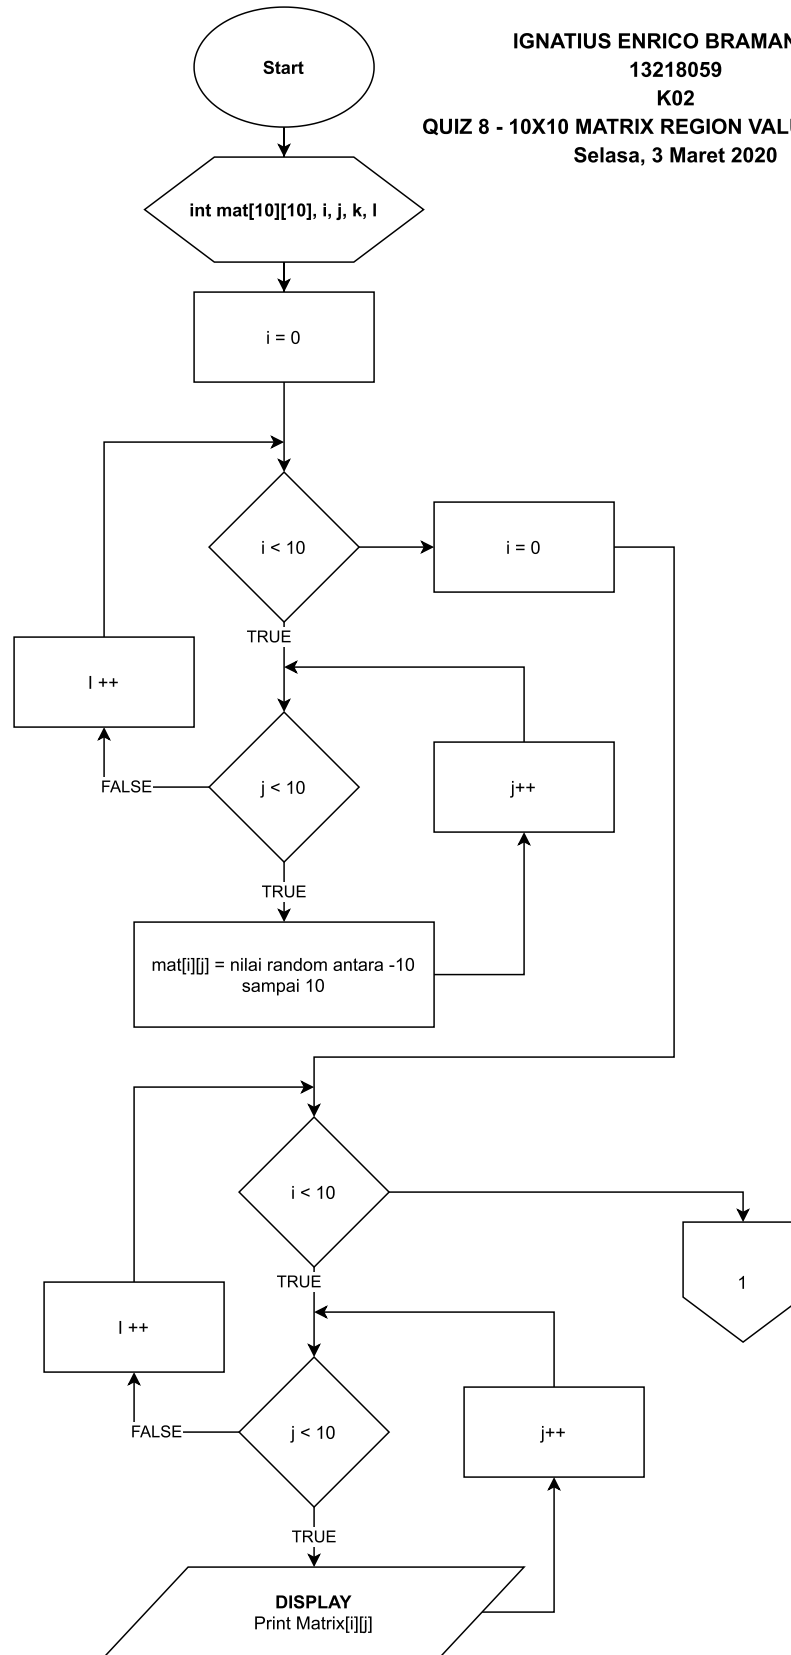 Start
IGNATIUS ENRICO
13218059
K02
QUIZ 8 - 10X10 MATRIX REGION
Selasa, 3 Maret 2020
int mat[10][10], i, j, k, l
i = 0
i < 10
i = 0
TRUE
I ++
j < 10
j++
FALSE
TRUE
mat[i][j] = nilai random antara -10
sampai 10
i < 10
1
TRUE
I ++
j < 10
j++
FALSE
TRUE
DISPLAY
Print Matrix[i][j]